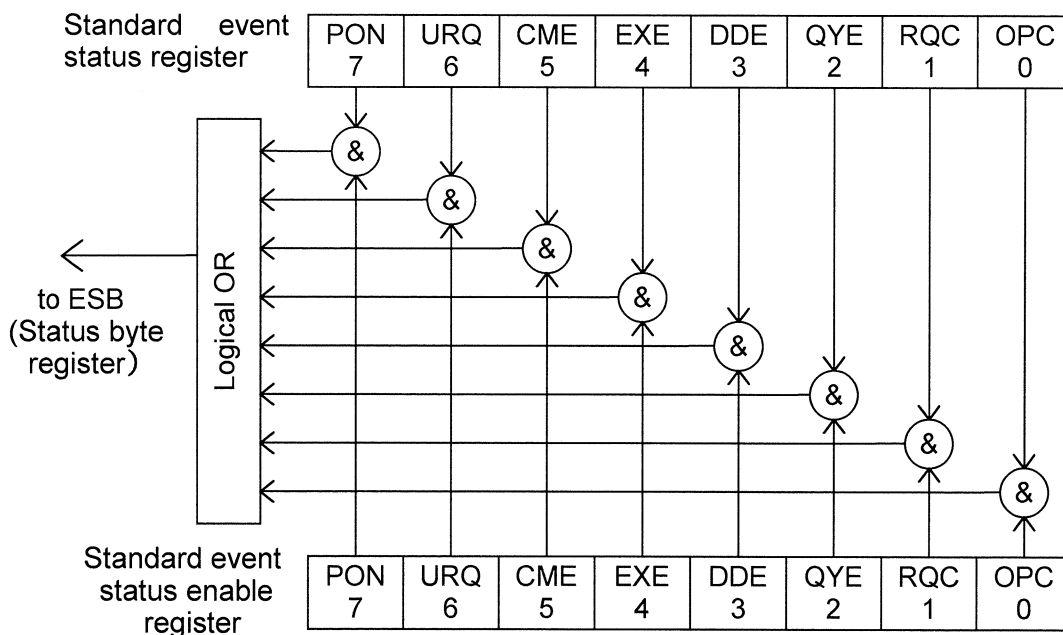 Standard event
status register
PON URQ CME EXE DDE QYE RQC OPC
7 6 5 4 3 2 1 0
&
&
&
&
&
&
&
&
Logical OR
to ESB
(Status byte
register)
Standard event
status enable
register
PON URQ CME EXE DDE QYE RQC OPC
7 6 5 4 3 2 1 0